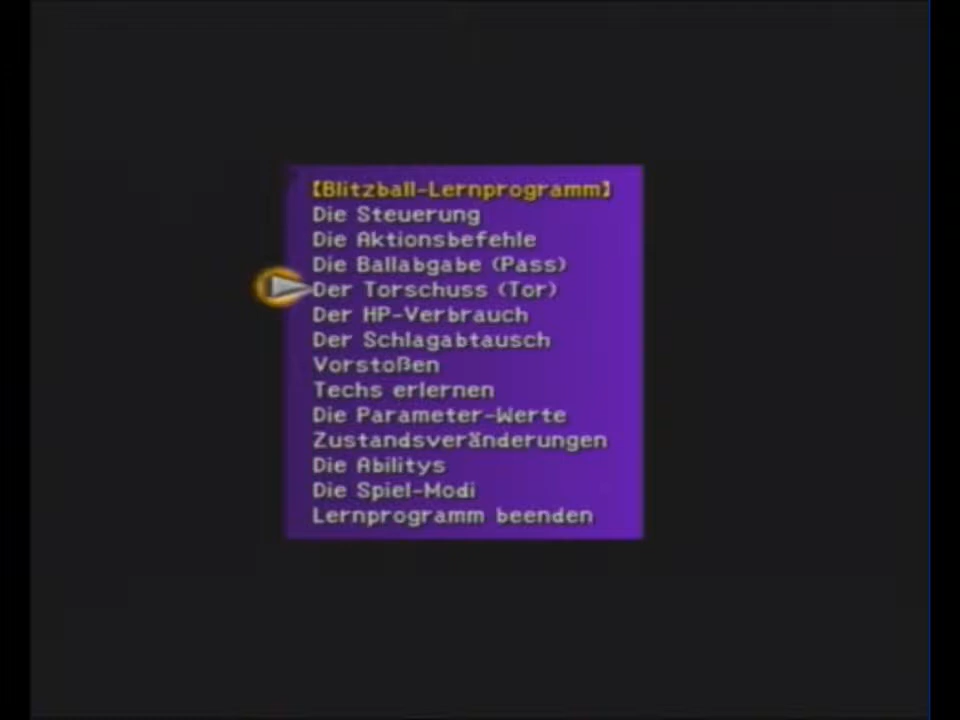 【Blitzball-Lernprogramm】
Die Steuerung
Die Aktionsbefehle
Die Ballabgabe (Pass)
Der Torschuss (Tor)
Der HP-Verbrauch
Der Schlagabtausch
Vorstoßen
Techs erlernen
Die Parameter-Werte
Zustandsveränderungen
Die Abilitys
Die Spiel-Modi
Lernprogramm beenden